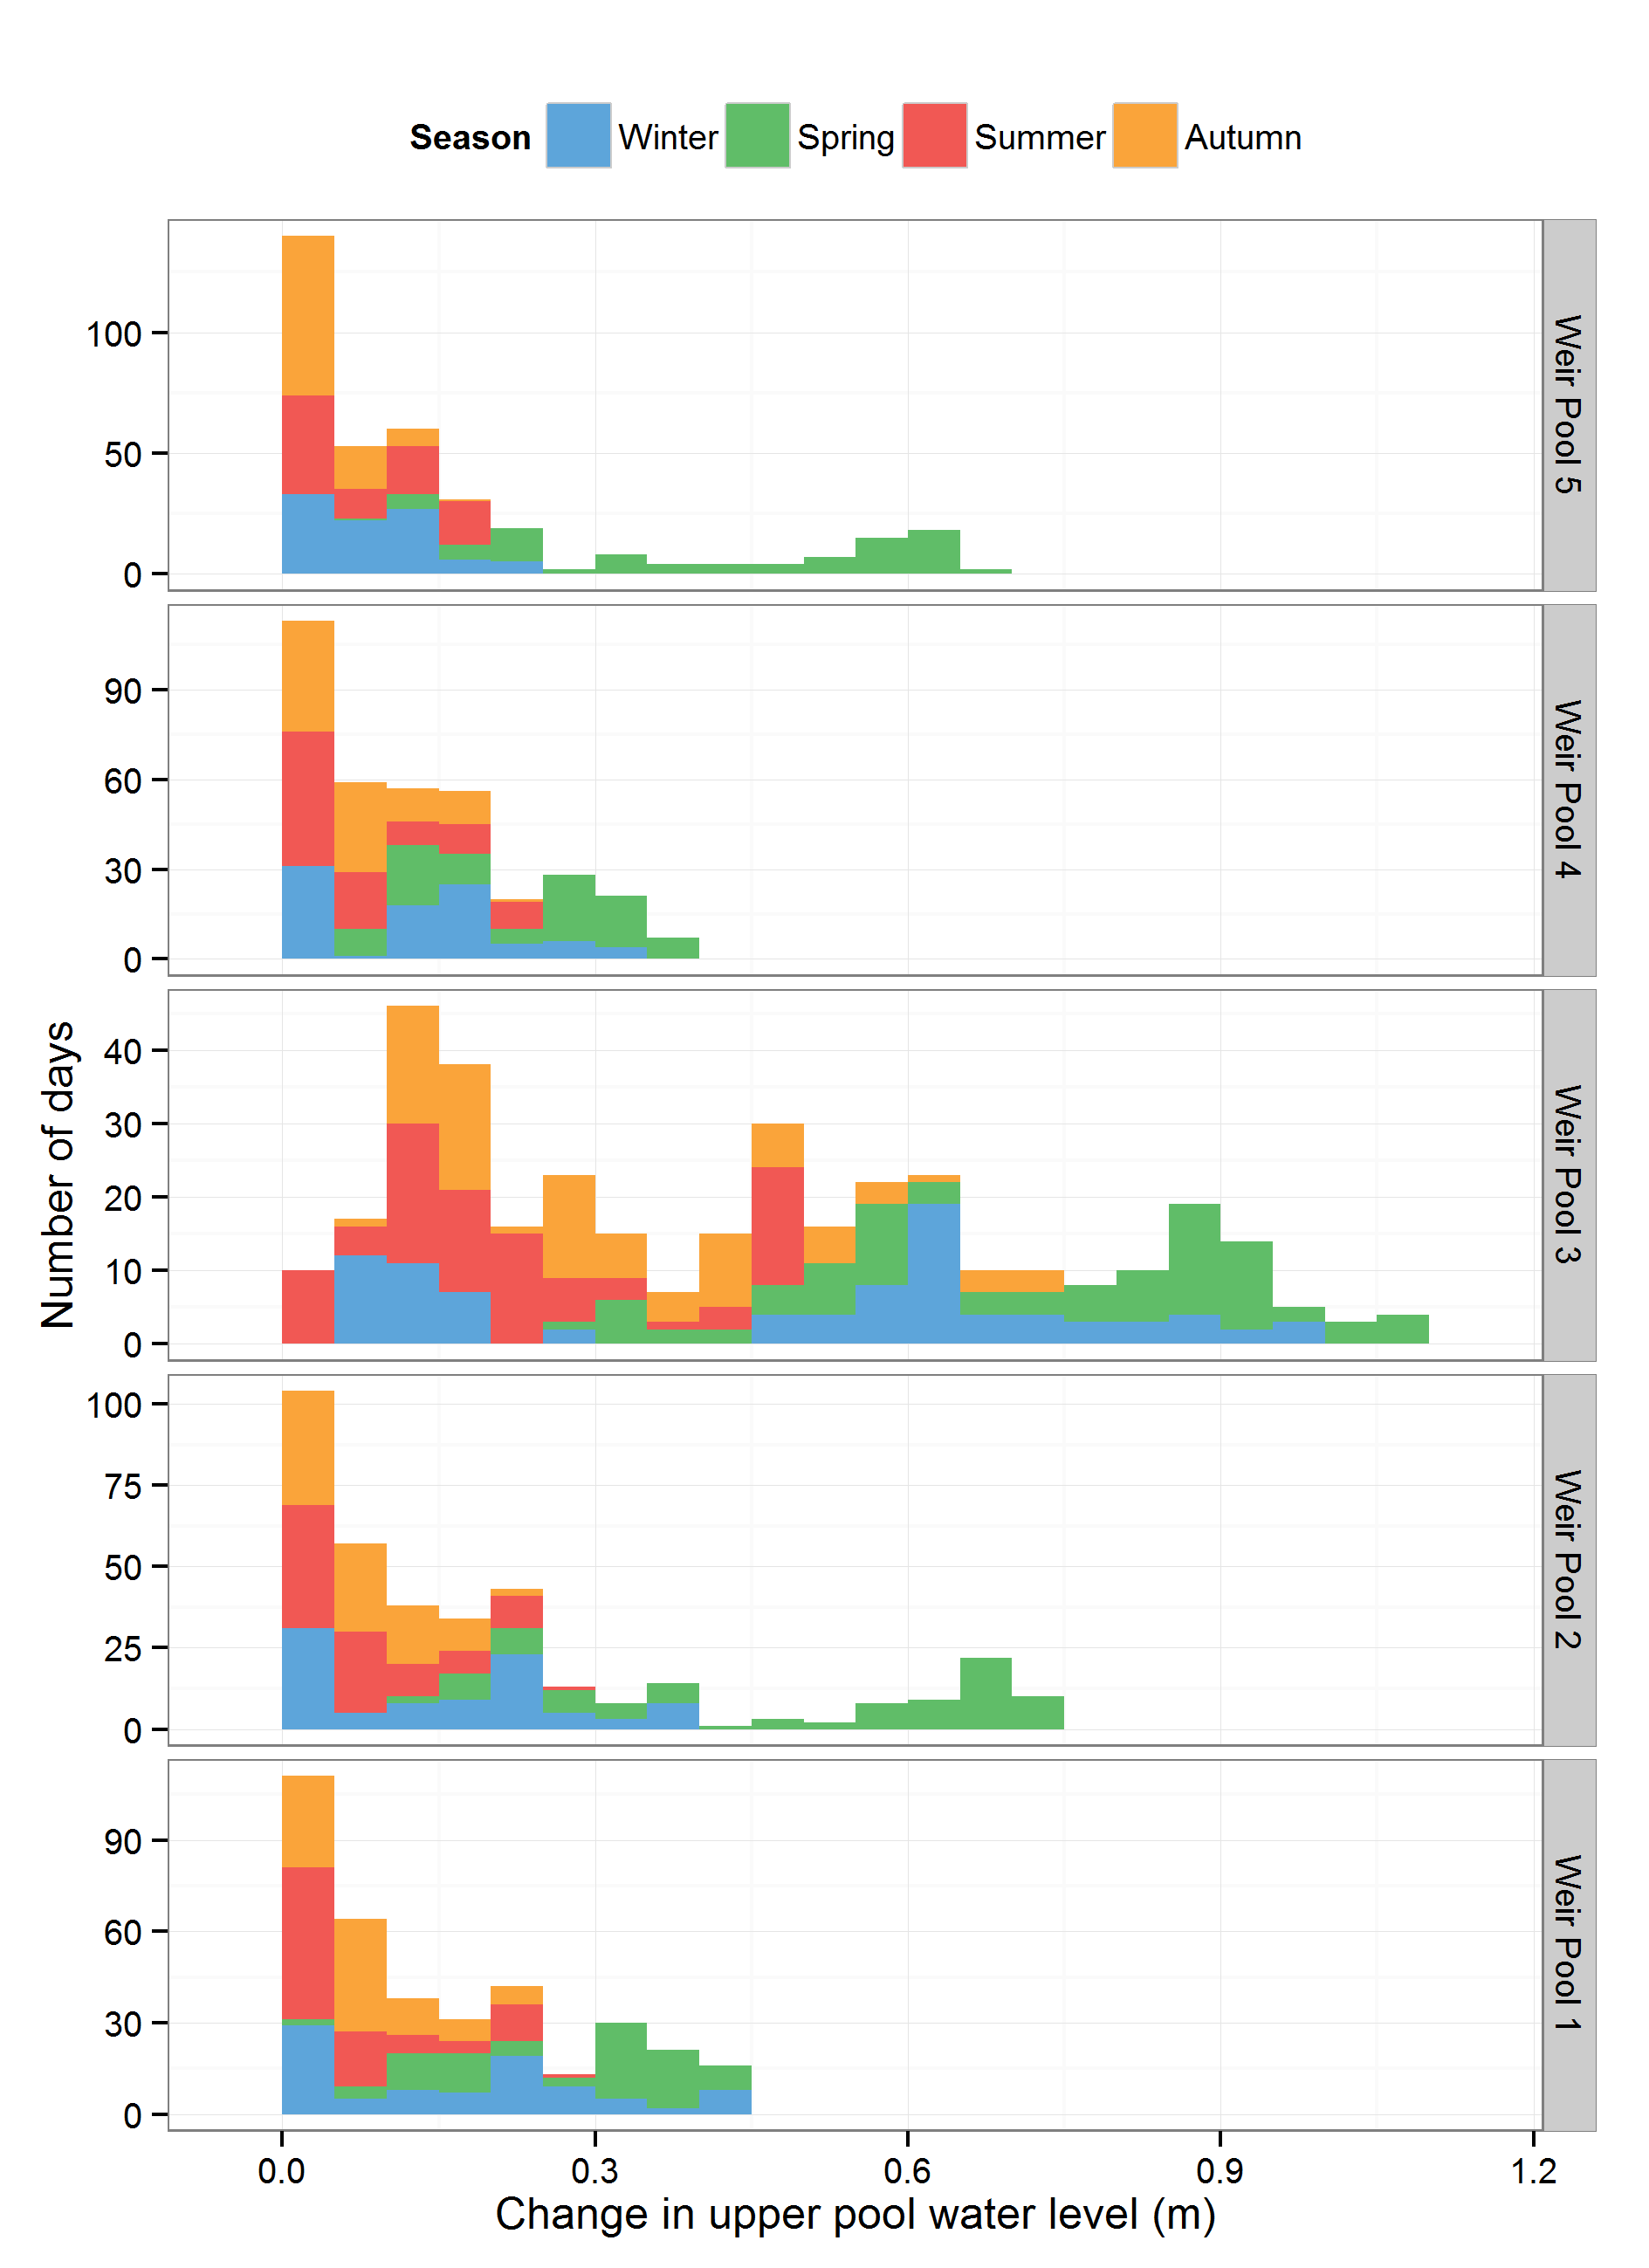 Season Winter Spring Summer Autumn
100
50
0
Weir Pool 5
90
60
30
0
Weir Pool 4
40
30
20
10
0
Weir Pool 3
100
75
50
25
0
Weir Pool 2
90
60
30
0
Weir Pool 1
Number of days
0.0 0.3 0.6 0.9 1.2
Change in upper pool water level (m)